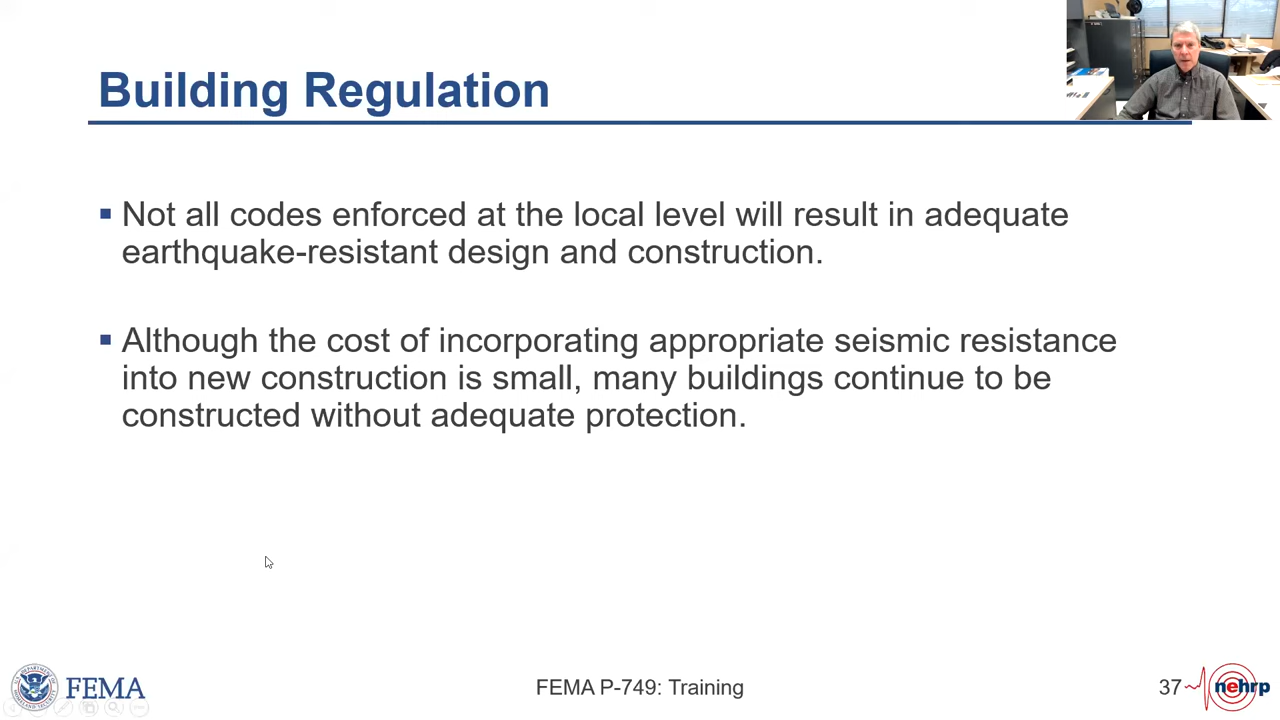 Building Regulation
Not all codes enforced at the local level will result in adequate
earthquake-resistant design and construction.
Although the cost of incorporating appropriate seismic resistance
into new construction is small, many buildings continue to be
constructed without adequate protection.
FEMA
FEMA P-749: Training
37
nehrp